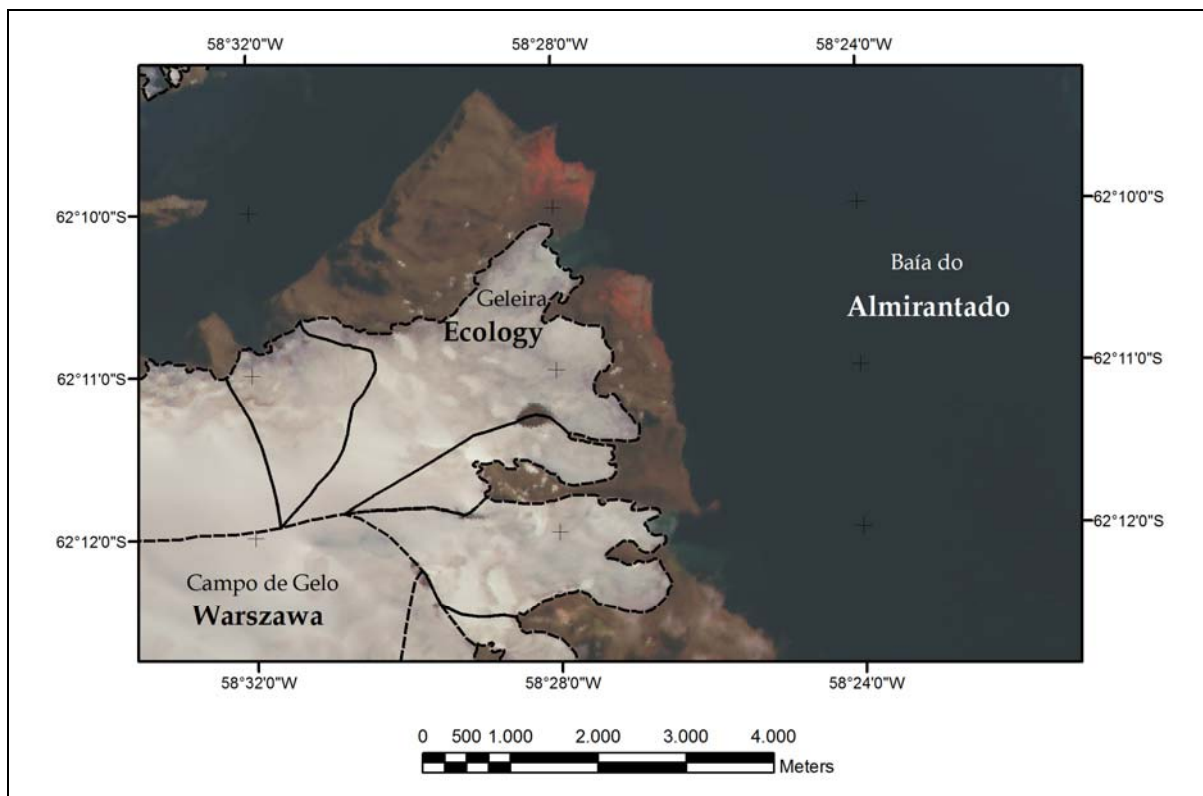 58°32'0"W 58°28'0"W 58°24'0"W
62°10'0"S
62°10'0"S
Baía do
Almirantado
Geleira
Ecology
62°11'0"S
62°11'0"S
62°12'0"S
62°12'0"S
Campo de Gelo
Warszawa
58°32'0"W 58°28'0"W 58°24'0"W
0 500 1.000 2.000 3.000 4.000
Meters